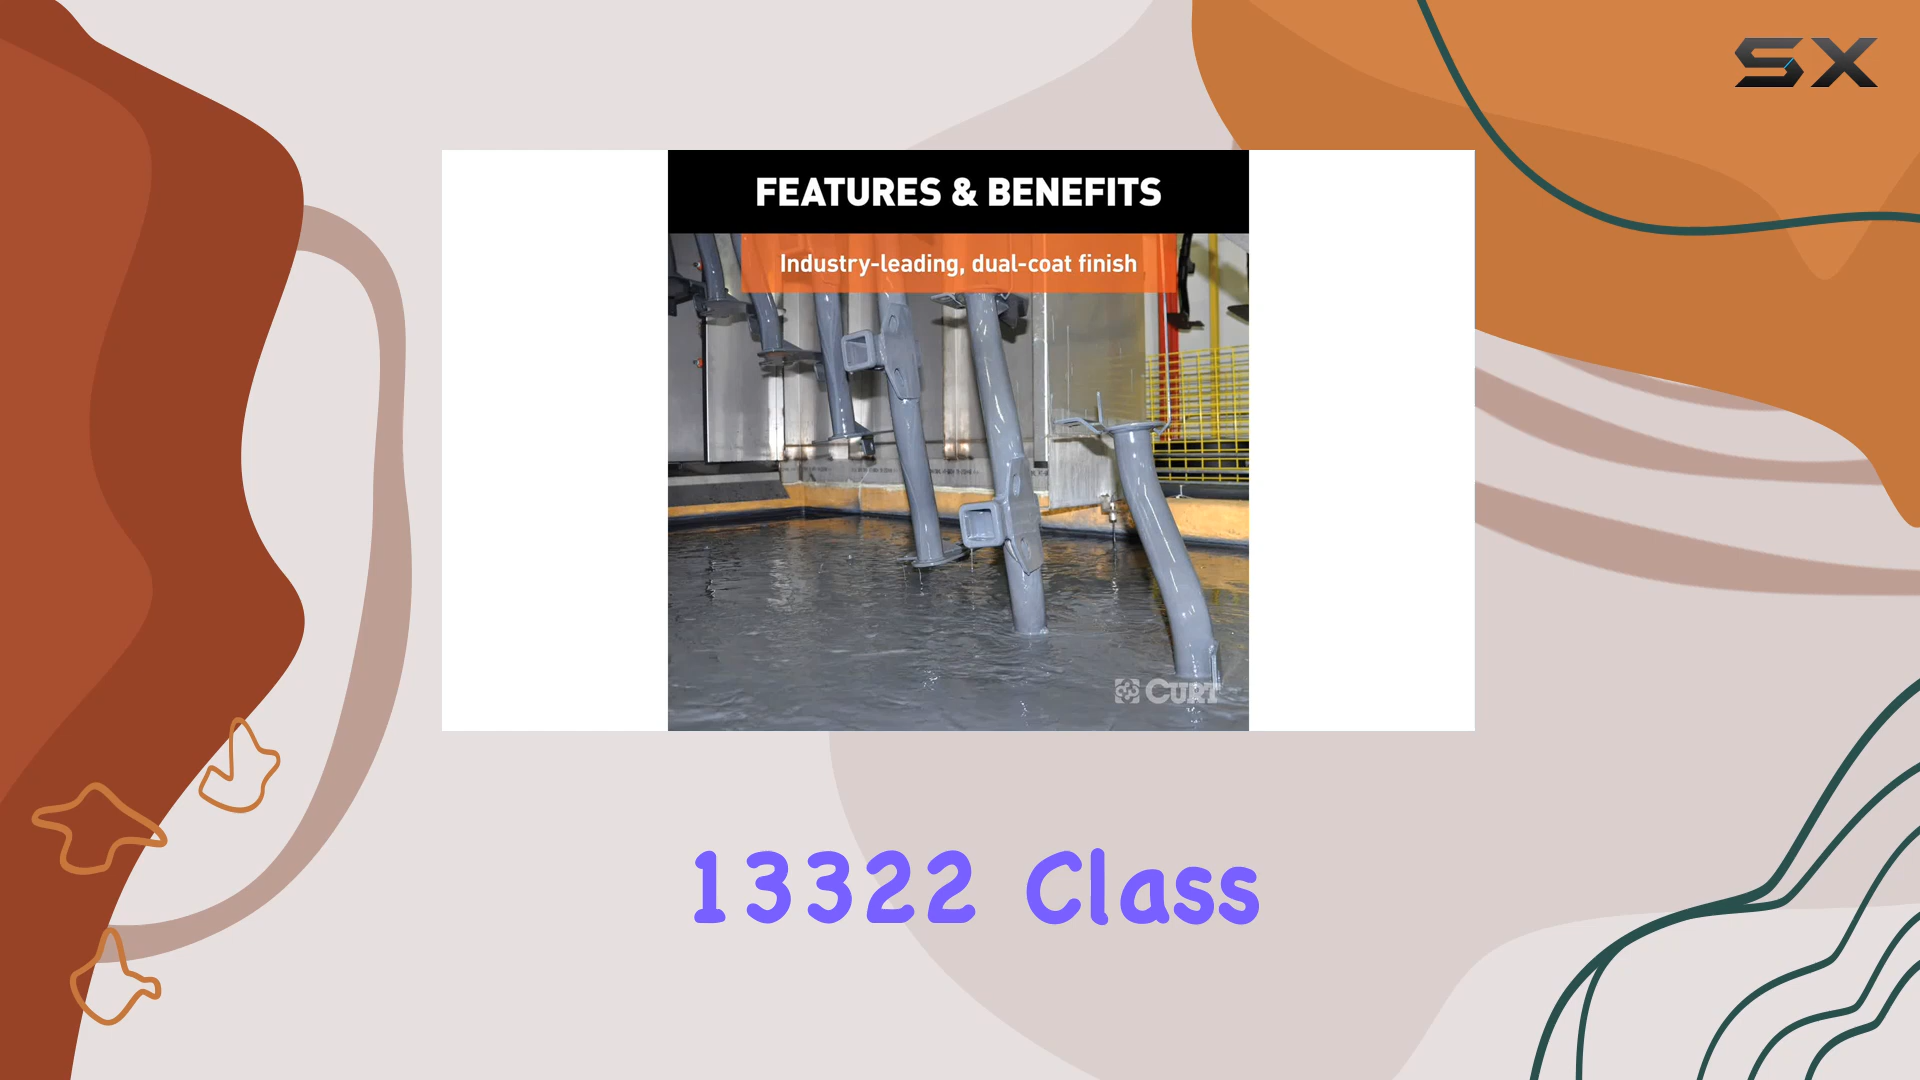 SX
FEATURES & BENEFITS
Industry-leading, dual-coat finish
CURT
13322 Class